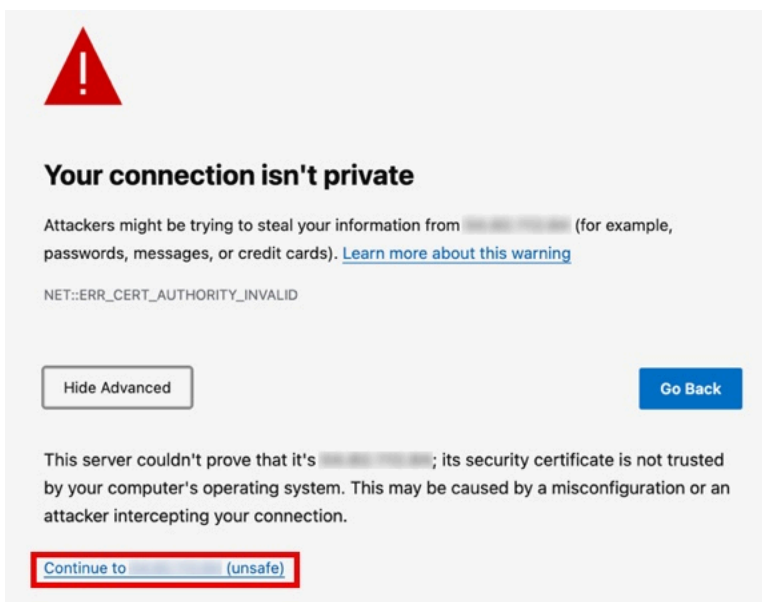 Your connection isn't private
Attackers might be trying to steal your information from (for example,
passwords, messages, or credit cards). Learn more about this warning
NET::ERR_CERT_AUTHORITY_INVALID
Hide Advanced
Go Back
This server couldn't prove that it's ; its security certificate is not trusted
by your computer's operating system. This may be caused by a misconfiguration or an
attacker intercepting your connection.
Continue to (unsafe)